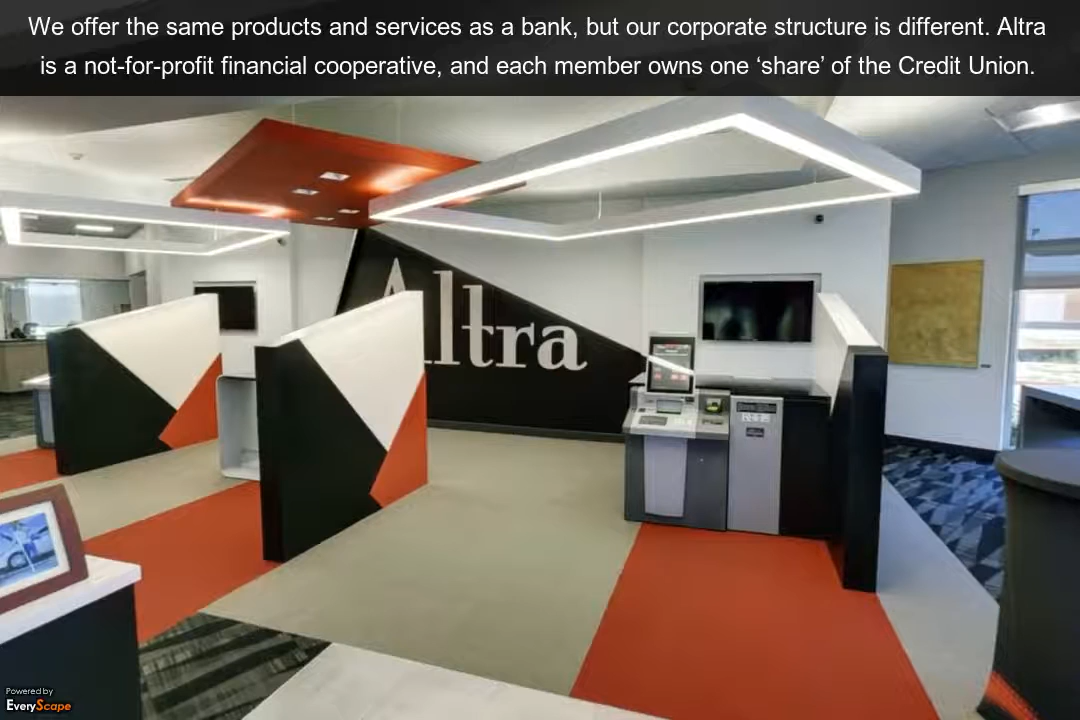 We offer the same products and services as a bank, but our corporate structure is different. Altra
is a not-for-profit financial cooperative, and each member owns one ‘share’ of the Credit Union.
Altra
Powered by
EveryScape